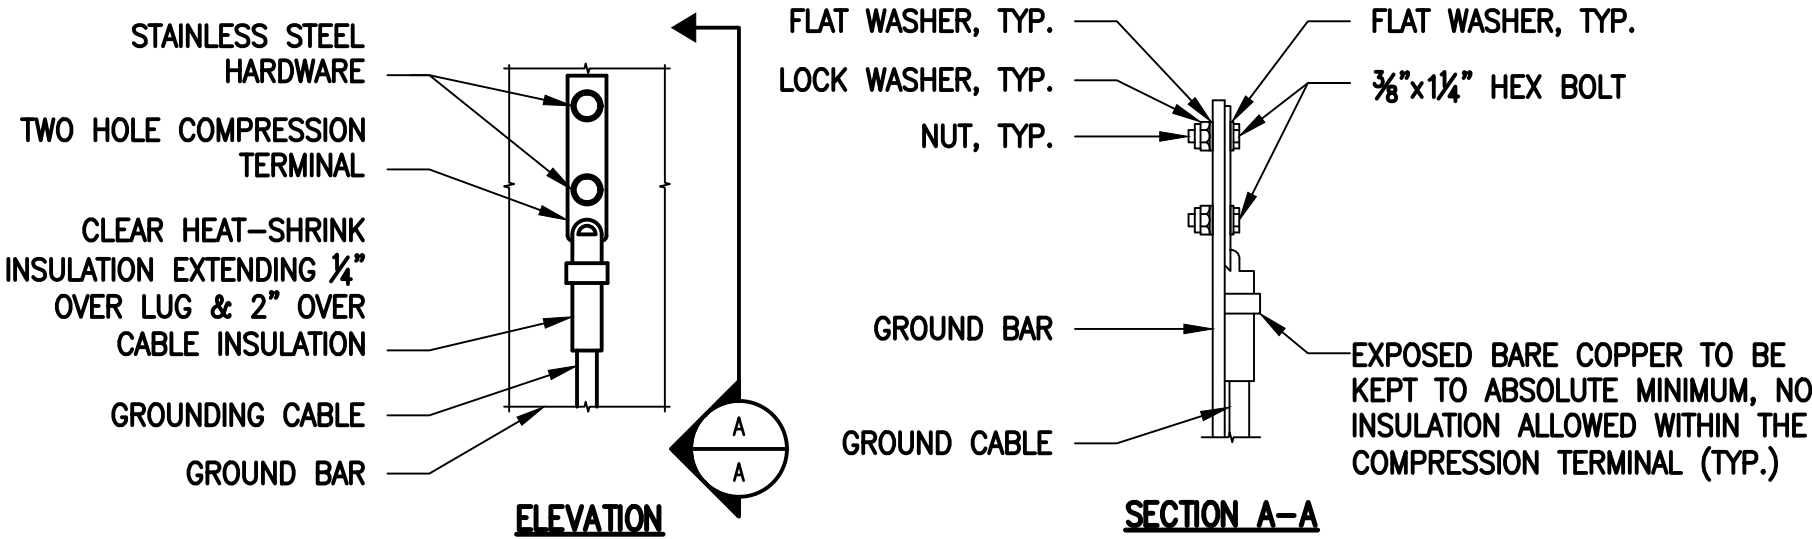 STAINLESS STEEL
HARDWARE
TWO HOLE COMPRESSION
TERMINAL
CLEAR HEAT-SHRINK
INSULATION EXTENDING 1/4"
OVER LUG & 2" OVER
CABLE INSULATION
GROUNDING CABLE
GROUND BAR
A
A
ELEVATION
FLAT WASHER, TYP.
LOCK WASHER, TYP.
NUT, TYP.
GROUND BAR
GROUND CABLE
FLAT WASHER, TYP.
3/8"x1 1/4" HEX BOLT
EXPOSED BARE COPPER TO BE
KEPT TO ABSOLUTE MINIMUM, NO
INSULATION ALLOWED WITHIN THE
COMPRESSION TERMINAL (TYP.)
SECTION A-A